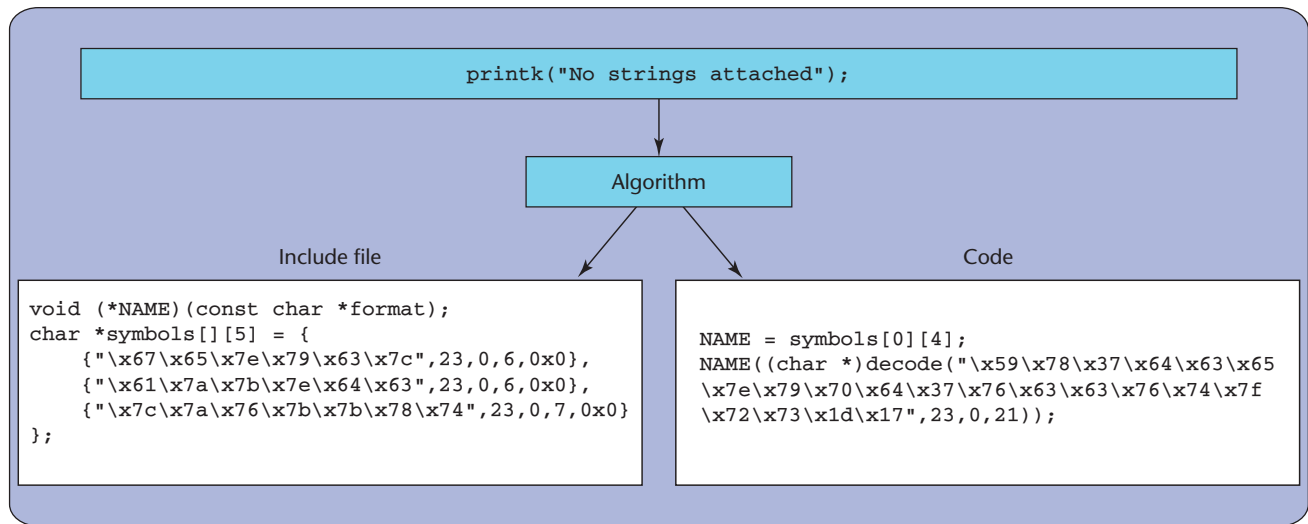 printk("No strings attached");
Algorithm
Include file
void (*NAME)(const char *format);
char *symbols[][5] = {
{"\x67\x65\x7e\x79\x63\x7c",23,0,6,0x0},
{"\x61\x7a\x7b\x7e\x64\x63",23,0,6,0x0},
{"\x7c\x7a\x76\x7b\x7b\x78\x74",23,0,7,0x0}
};
Code
NAME = symbols[0][4];
NAME((char *)decode("\x59\x78\x37\x64\x63\x65
\x7e\x79\x70\x64\x37\x76\x63\x63\x76\x74\x7f
\x72\x73\x1d\x17",23,0,21));